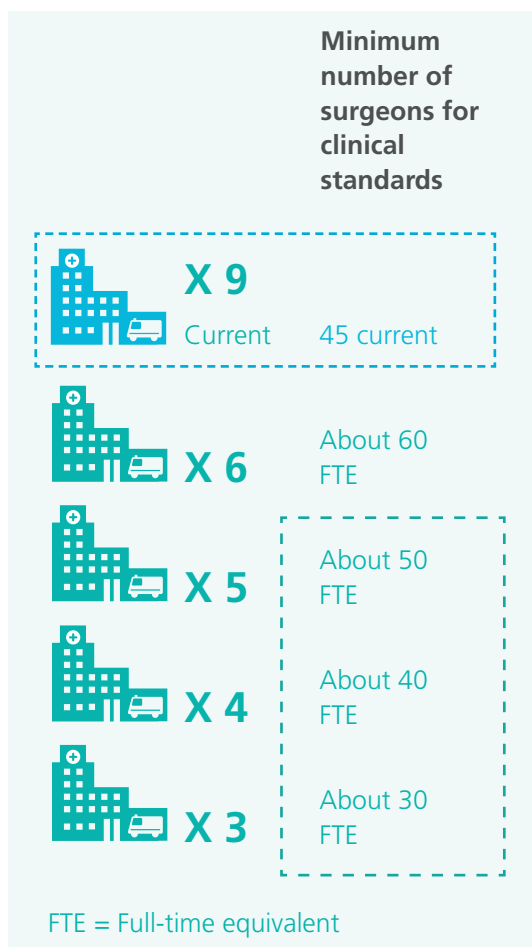 Minimum
number of
surgeons for
clinical
standards
X 9
Current
45 current
X 6
About 60
FTE
X 5
About 50
FTE
X 4
About 40
FTE
X 3
About 30
FTE
FTE = Full-time equivalent